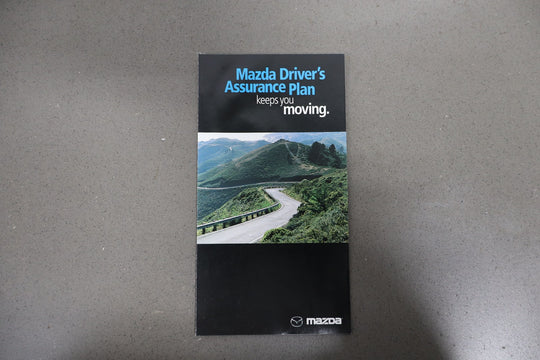 Mazda Driver's
Assurance Plan
keeps you
moving.
mazda